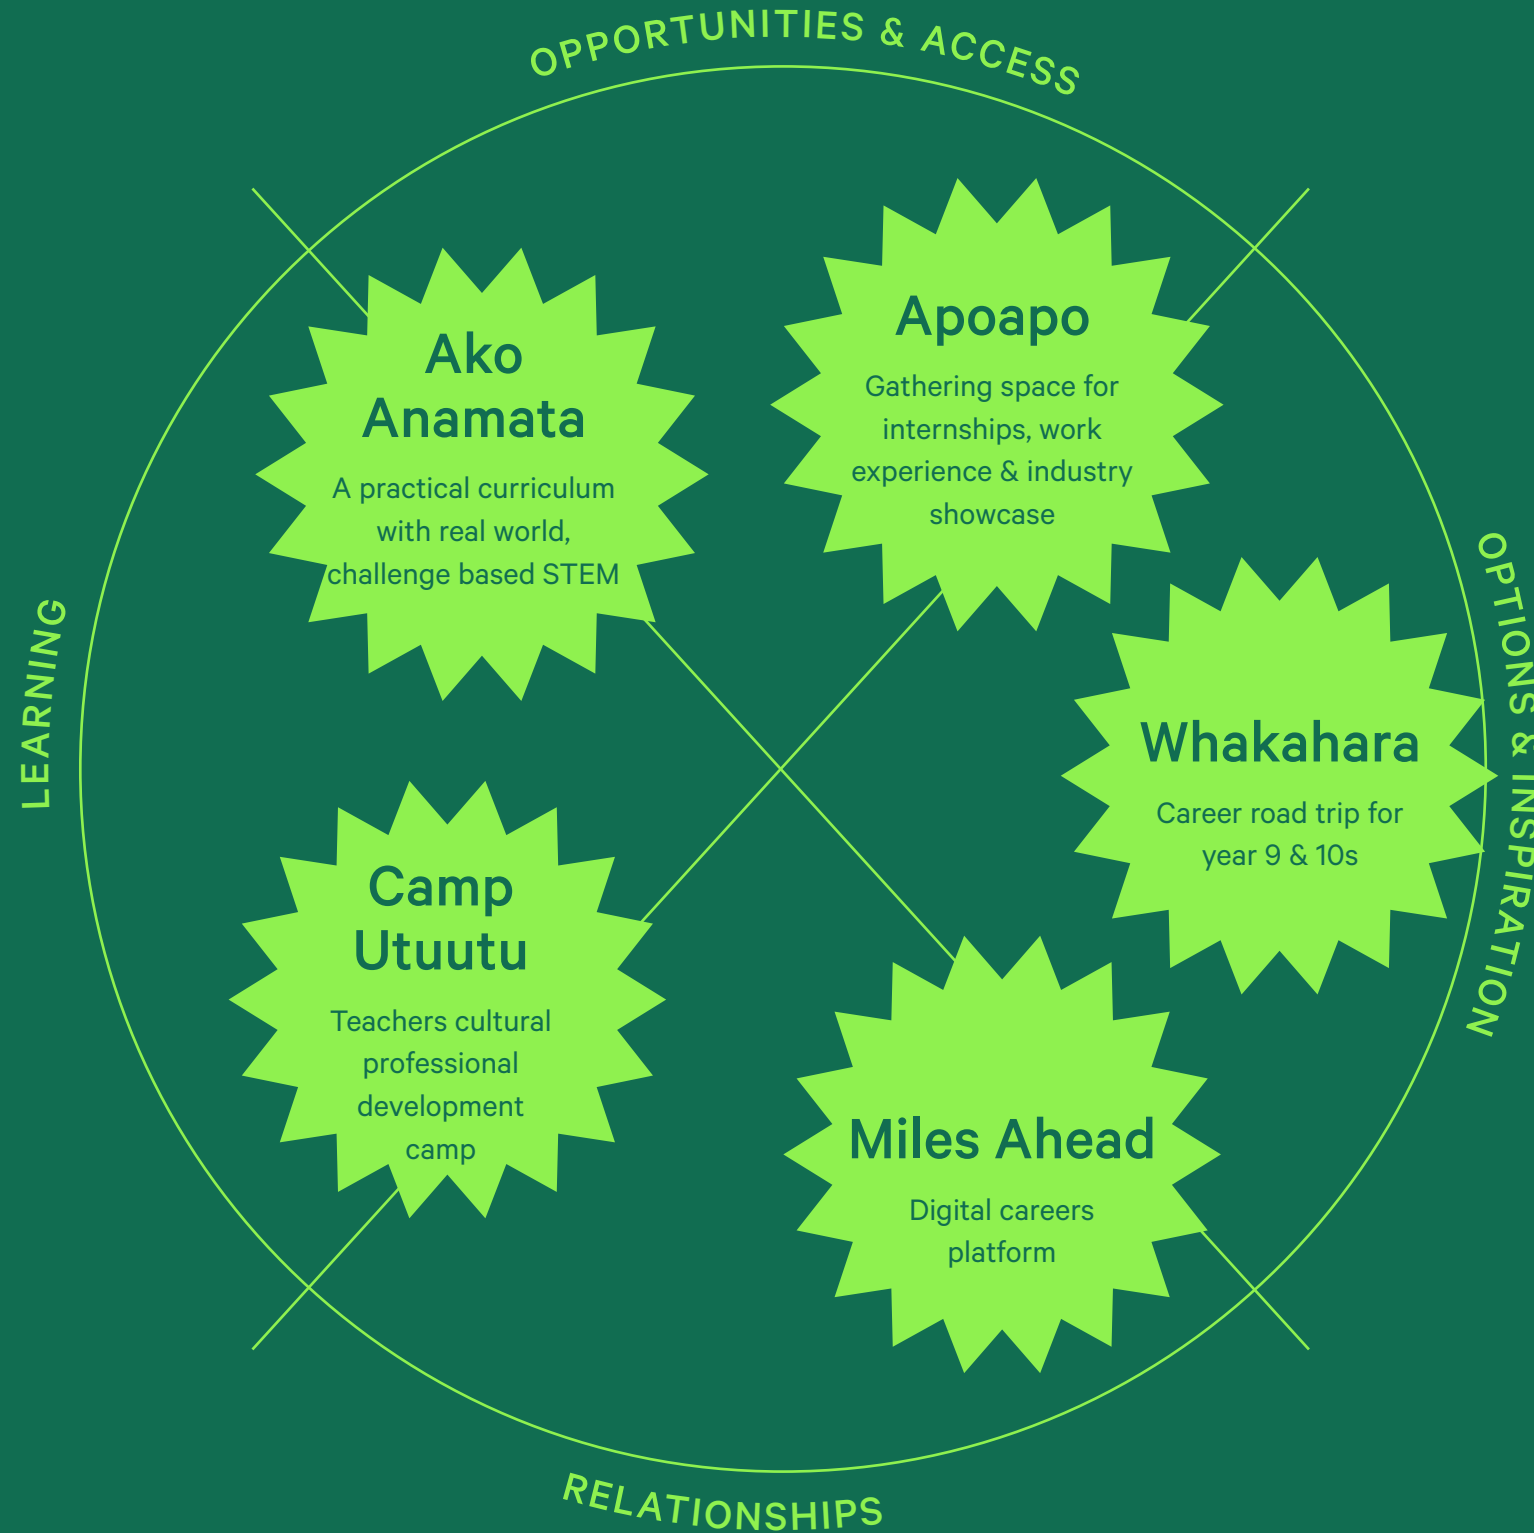 OPPORTUNITIES & ACCESS
Ako
Anamata
A practical curriculum
with real world,
challenge based STEM
Apoapo
Gathering space for
internships, work
experience & industry
showcase
LEARNING
OPTIONS & INSPIRATION
Whakahara
Career road trip for
year 9 & 10s
Camp
Utuutu
Teachers cultural
professional
development
camp
Miles Ahead
Digital careers
platform
RELATIONSHIPS